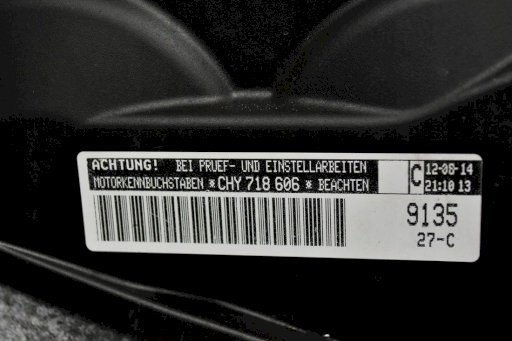 ACHTUNG! BEI PRUEF- UND EINSTELLARBEITEN
MOTORKENNBUCHSTABEN *CHY 718 606 * BEACHTEN
C 12-08-14
21:10 13
9135
27-C